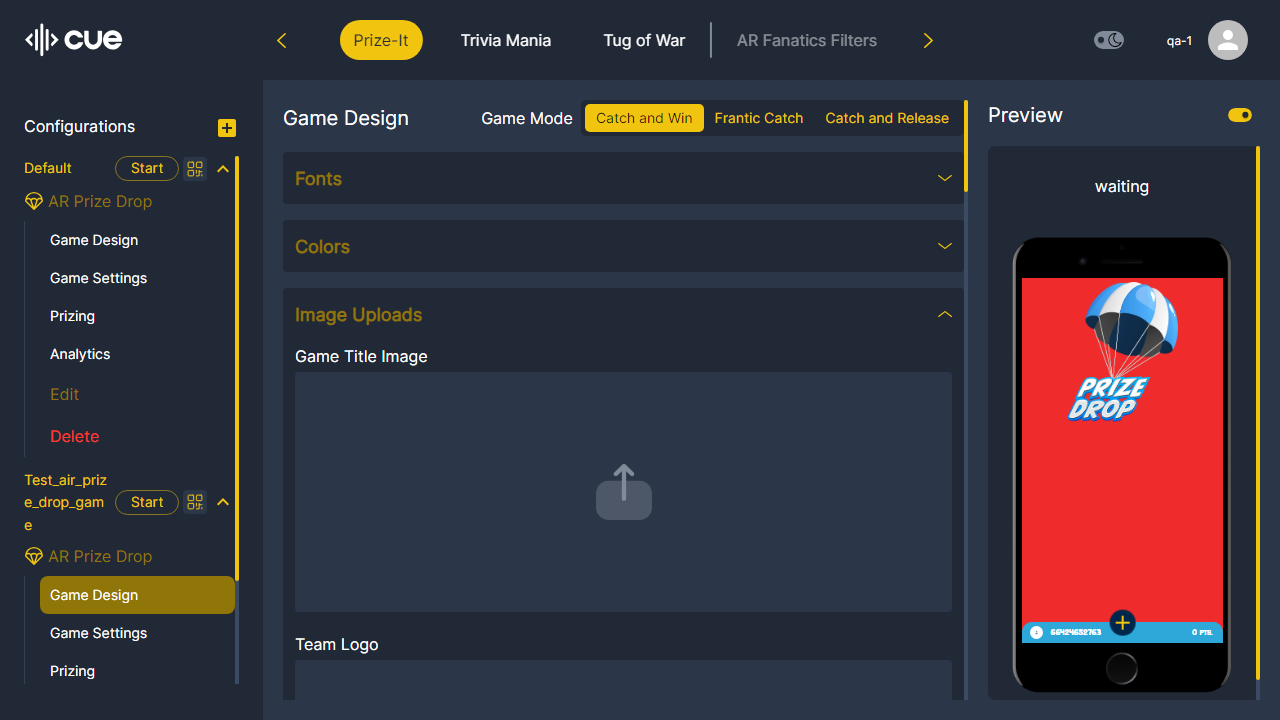 cue
Prize-It
Trivia Mania
Tug of War
AR Fanatics Filters
qa-1
Configurations
Default
Start
AR Prize Drop
Game Design
Game Settings
Prizing
Analytics
Edit
Delete
Test_air_priz
e_drop_gam
e
Start
AR Prize Drop
Game Design
Game Settings
Prizing
Game Design
Game Mode
Catch and Win
Frantic Catch
Catch and Release
Fonts
Colors
Image Uploads
Game Title Image
Team Logo
Preview
waiting
PRIZE
DROP
0 PTS.